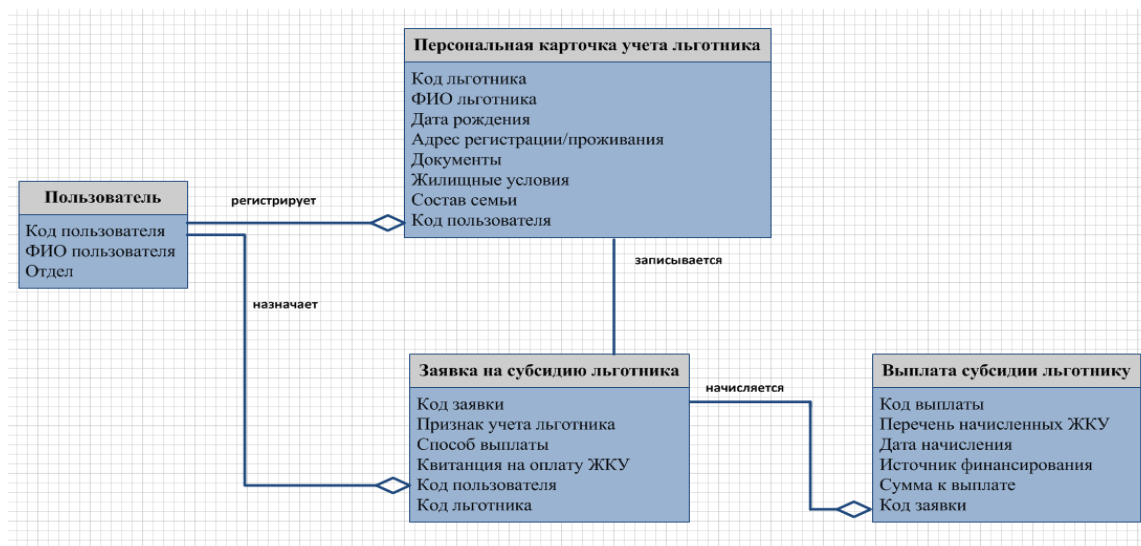 Персональная карточка учета льготника
Код льготника
ФИО льготника
Дата рождения
Адрес регистрации/проживания
Документы
Жилищные условия
Состав семьи
Код пользователя
Пользователь
Код пользователя
ФИО пользователя
Отдел
регистрирует
назначает
записывается
Заявка на субсидию льготника
Код заявки
Признак учета льготника
Способ выплаты
Квитанция на оплату ЖКУ
Код пользователя
Код льготника
начисляется
Выплата субсидии льготнику
Код выплаты
Перечень начисленных ЖКУ
Дата начисления
Источник финансирования
Сумма к выплате
Код заявки